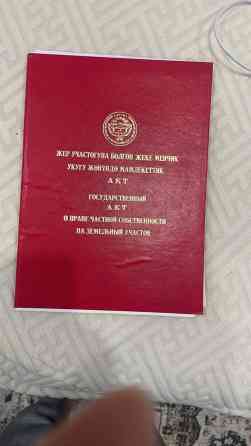 ЖЕР УЧАСТОГУНА БОЛГОН ЖЕКЕ МЕНЧИК
УКУГУ ЖӨНҮНДӨ МАМЛЕКЕТТИК
АКТ
ГОСУДАРСТВЕННЫЙ
АКТ
О ПРАВЕ ЧАСТНОЙ СОБСТВЕННОСТИ
НА ЗЕМЕЛЬНЫЙ УЧАСТОК